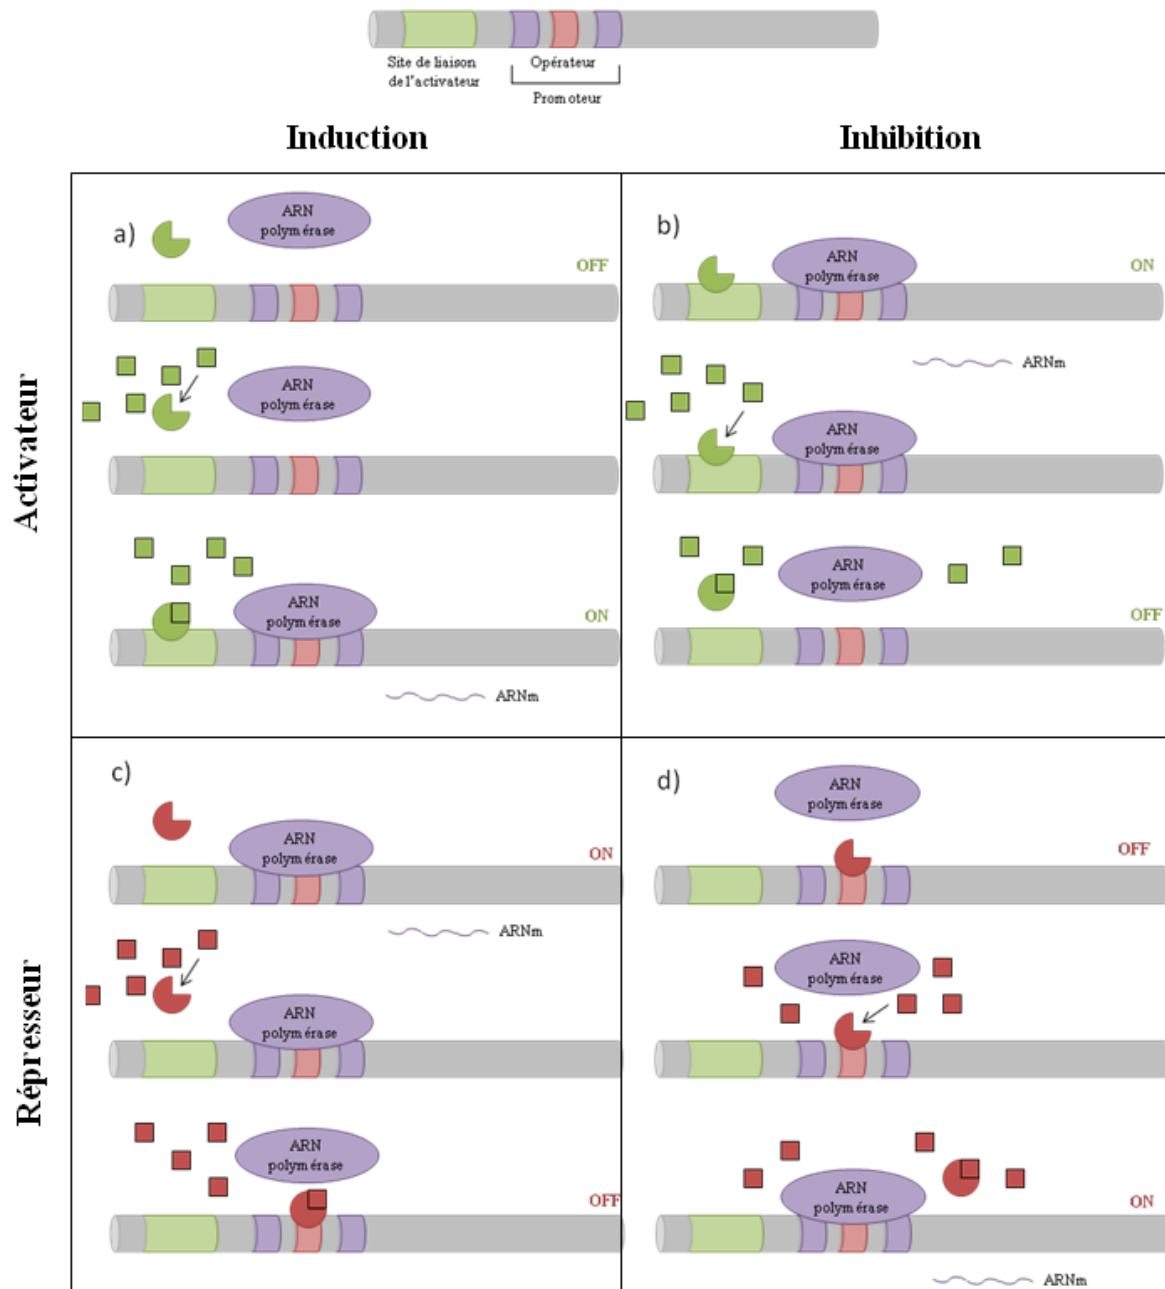 Site de liaison
de l'activateur
Opérateur
Promoteur
Induction
Inhibition
Activateur
a)
ARN
polymérase
OFF
ARN
polymérase
ARN
polymérase
ON
ARNm
b)
ARN
polymérase
ON
ARNm
ARN
polymérase
ARN
polymérase
OFF
Répresseur
c)
ARN
polymérase
ON
ARNm
ARN
polymérase
ARN
polymérase
OFF
d)
ARN
polymérase
OFF
ARN
polymérase
ARN
polymérase
ON
ARNm